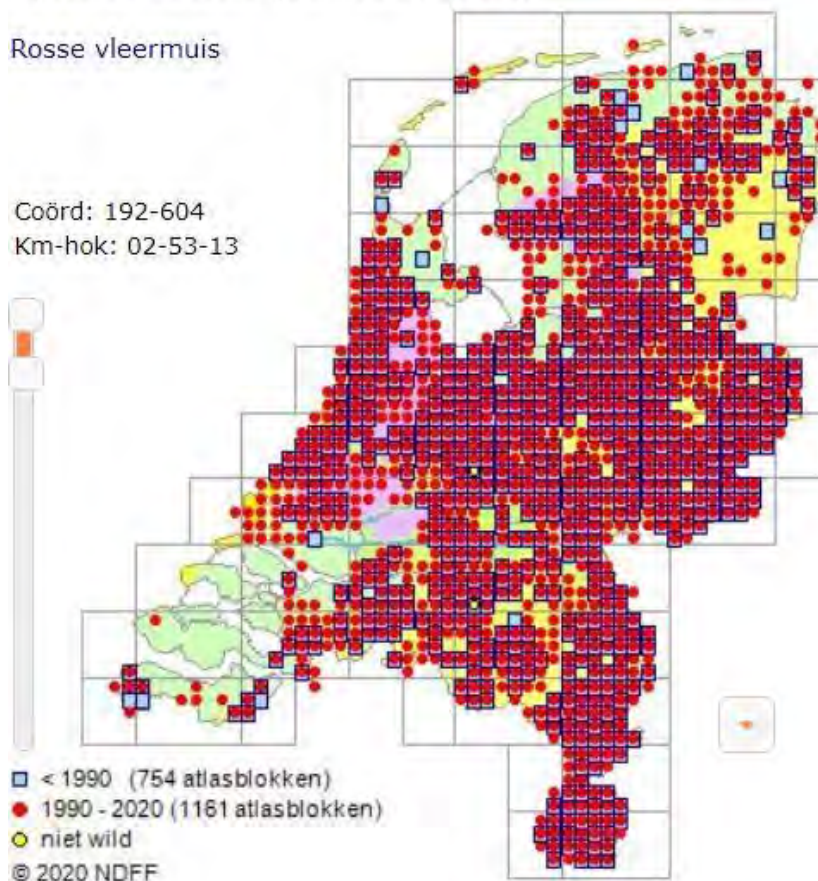 Rosse vleermuis
Coörd: 192-604
Km-hok: 02-53-13
< 1990 (754 atlasblokken)
1990 - 2020 (1161 atlasblokken)
niet wild
© 2020 NDFF